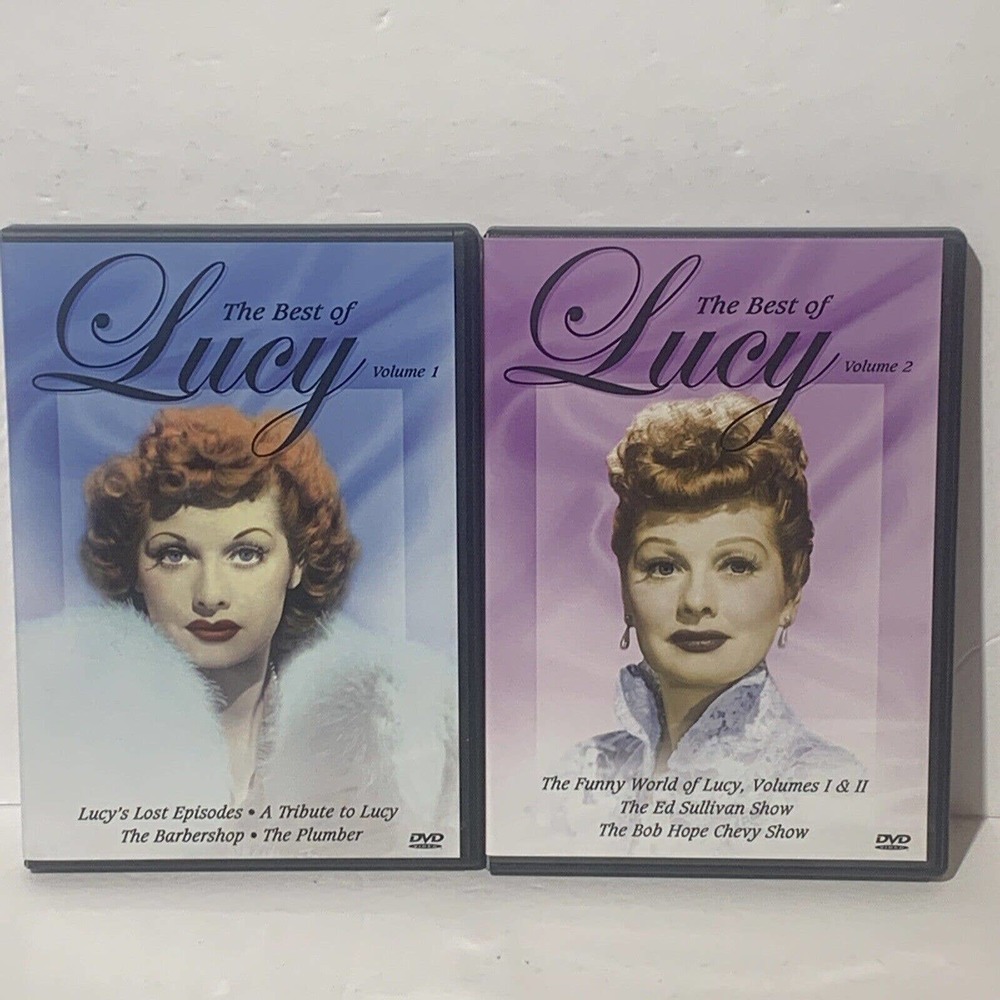 The Best of
Lucy
Volume 1
Lucy's Lost Episodes • A Tribute to Lucy
The Barbershop • The Plumber
DVD
VIDEO
The Best of
Lucy
Volume 2
The Funny World of Lucy, Volumes I & II
The Ed Sullivan Show
The Bob Hope Chevy Show
DVD
VIDEO